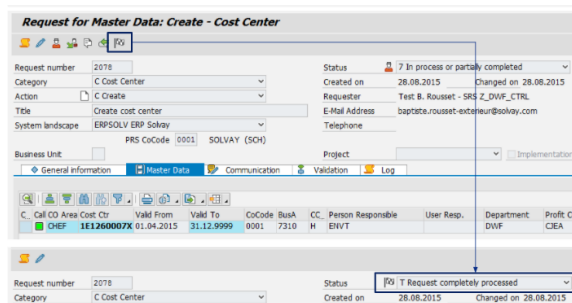 Request for Master Data: Create - Cost Center
Request number 2078 Status 7 In process or partially completed
Category C Cost Center Created on 28.08.2015 Changed on 28.08.2015
Action C Create Requester Test B. Rousset - SRS Z_DWF_CTRL
Title Create cost center E-Mail Address baptiste.rousset-exterieur@solvay.com
System landscape ERPSOLV ERP Solvay Telephone
PRS CoCode 0001 SOLVAY (SCH)
Business Unit Project Implementation
General information Master Data Communication Validation Log
C_ Call CO Area Cost Ctr Valid From Valid To CoCode BusA CC_ Person Responsible User Resp. Department Profit C
CHEF 1E1260007X 01.04.2015 31.12.9999 0001 7310 H ENVT DWF CJEA
Request number 2078 Status T Request completely processed
Category C Cost Center Created on 28.08.2015 Changed on 28.08.2015